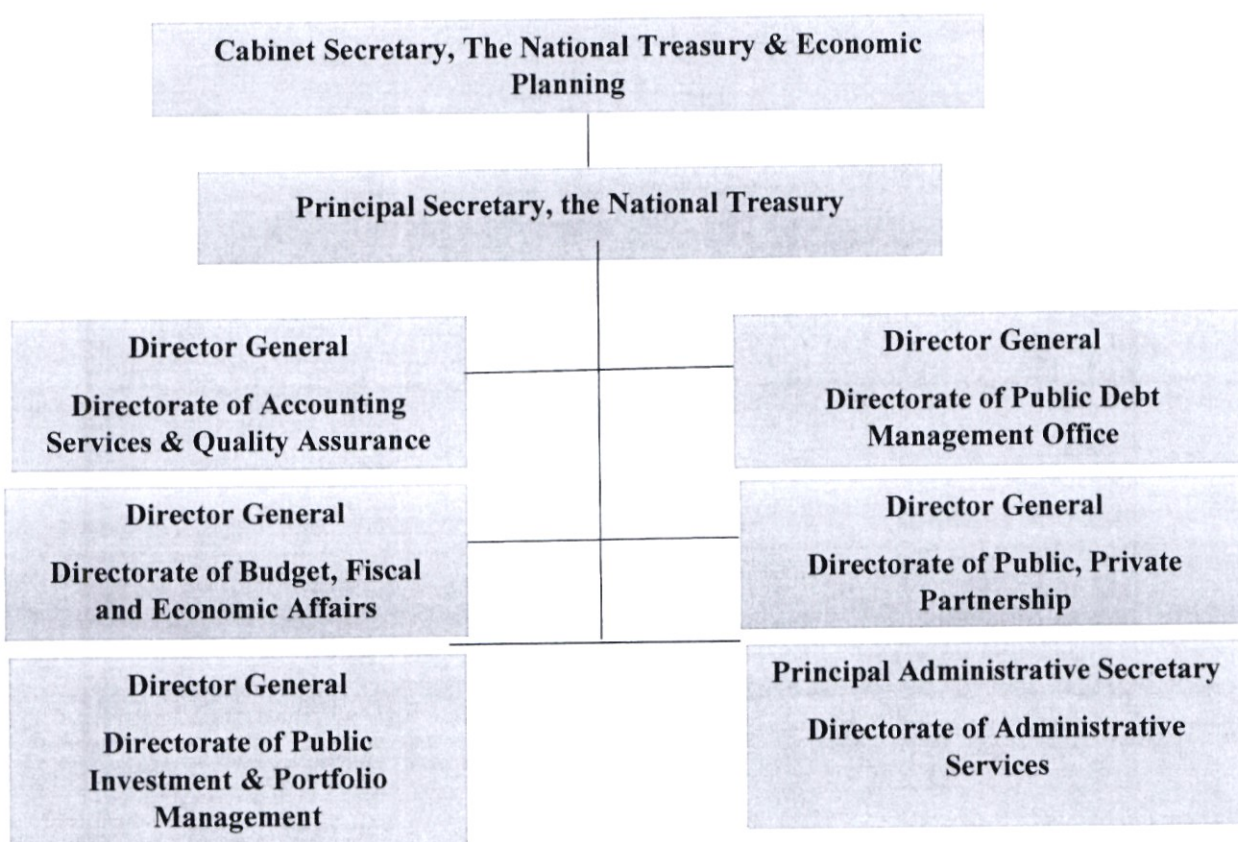 Cabinet Secretary, The National Treasury & Economic
Planning
Principal Secretary, the National Treasury
Director General
Directorate of Accounting
Services & Quality Assurance
Director General
Directorate of Public Debt
Management Office
Director General
Directorate of Budget, Fiscal
and Economic Affairs
Director General
Directorate of Public, Private
Partnership
Director General
Directorate of Public
Investment & Portfolio
Management
Principal Administrative Secretary
Directorate of Administrative
Services